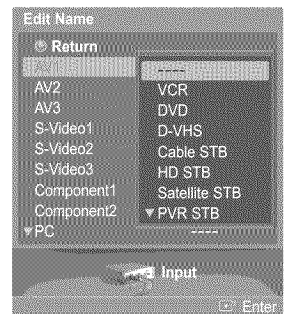 Edit Name
Return
AV1 ----
AV2 VCR
AV3 DVD
S-Video1 D-VHS
S-Video2 Cable STB
S-Video3 HD STB
Component1 Satellite STB
Component2 ▼PVR STB
▼PC ----
Input
Enter